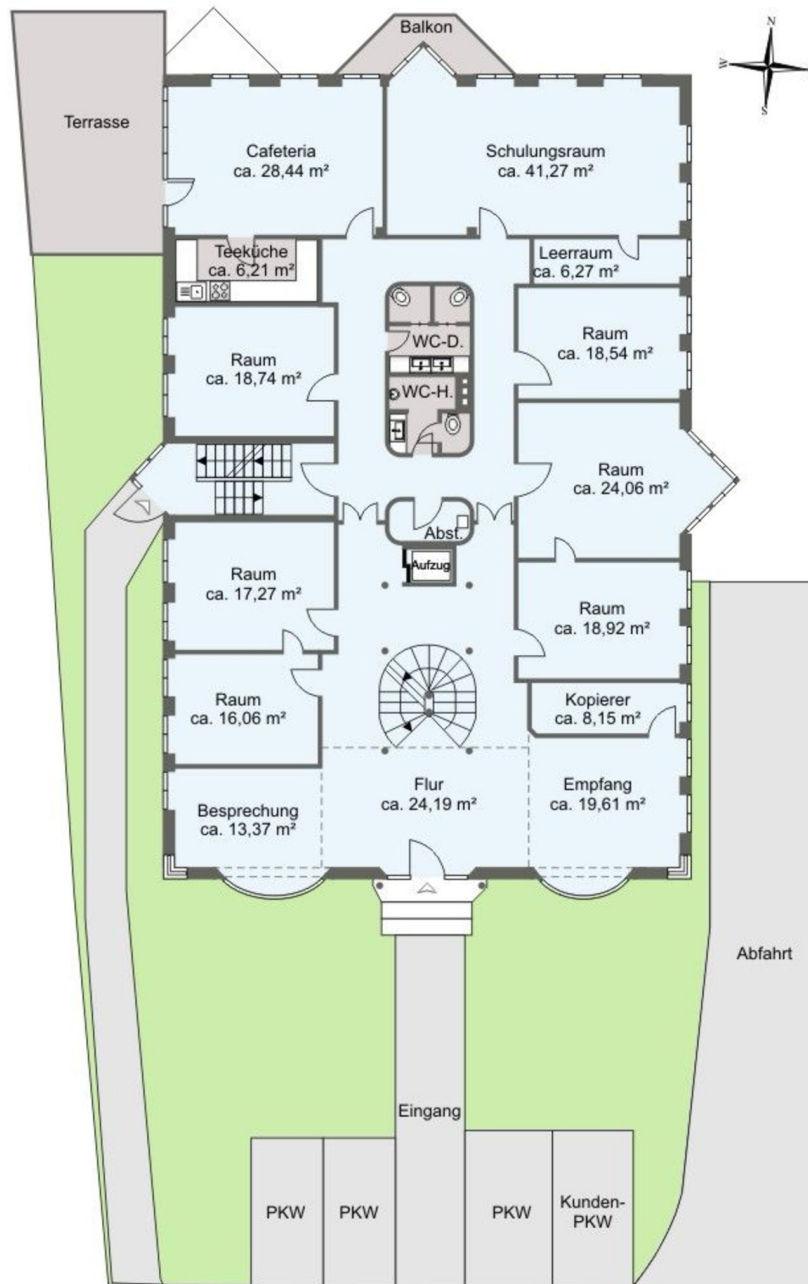 Balkon
N
W
S
Terrasse
Cafeteria
ca. 28,44 m²
Schulungsraum
ca. 41,27 m²
Teeküche
ca. 6,21 m²
Leerraum
ca. 6,27 m²
WC-D.
Raum
ca. 18,74 m²
Raum
ca. 18,54 m²
WC-H.
Raum
ca. 24,06 m²
Abst.
Aufzug
Raum
ca. 17,27 m²
Raum
ca. 18,92 m²
Raum
ca. 16,06 m²
Kopierer
ca. 8,15 m²
Besprechung
ca. 13,37 m²
Flur
ca. 24,19 m²
Empfang
ca. 19,61 m²
Abfahrt
Eingang
PKW
PKW
PKW
Kunden-
PKW